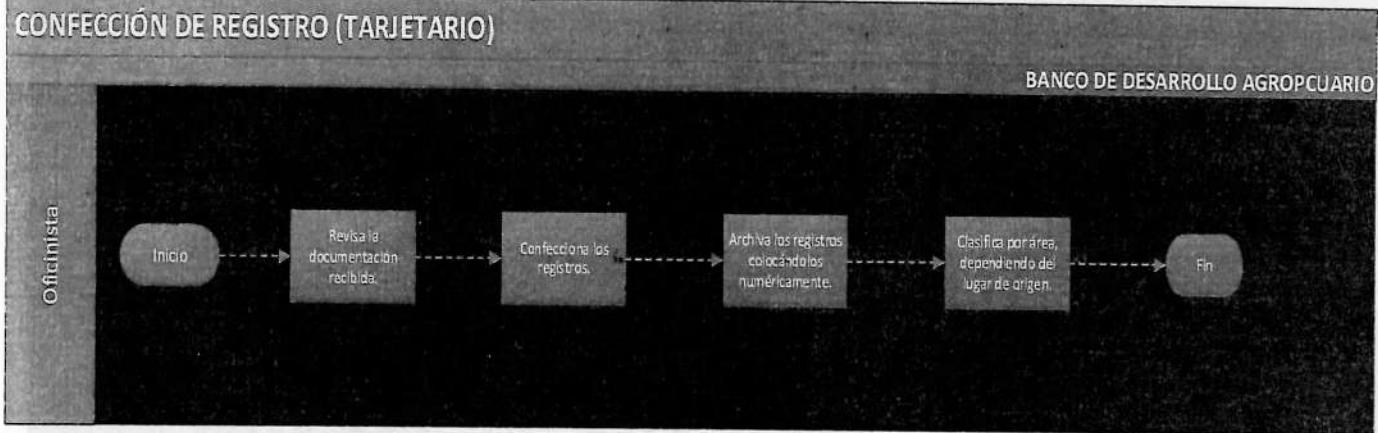 CONFECCIÓN DE REGISTRO (TARJETARIO)
BANCO DE DESARROLLO AGROPCUARIO
Oficinista
Inicio
Revisa la
documentación
recibida.
Confecciona los
registros.
Archiva los registros
colocándolos
numéricamente.
Clasifica por área,
dependiendo del
lugar de origen.
Fin